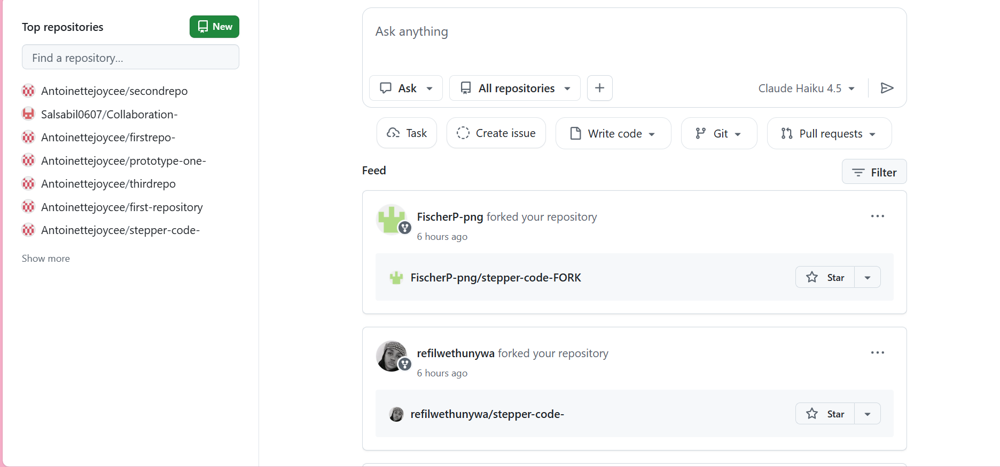 Top repositories
New
Find a repository...
Antoinettejoycee/secondrepo
Salsabil0607/Collaboration-
Antoinettejoycee/firstrepo-
Antoinettejoycee/prototype-one-
Antoinettejoycee/thirdrepo
Antoinettejoycee/first-repository
Antoinettejoycee/stepper-code-
Show more
Ask anything
Ask
All repositories
Claude Haiku 4.5
Task
Create issue
Write code
Git
Pull requests
Feed
Filter
FischerP-png forked your repository
6 hours ago
FischerP-png/stepper-code-FORK
Star
refilwethunywa forked your repository
6 hours ago
refilwethunywa/stepper-code-
Star